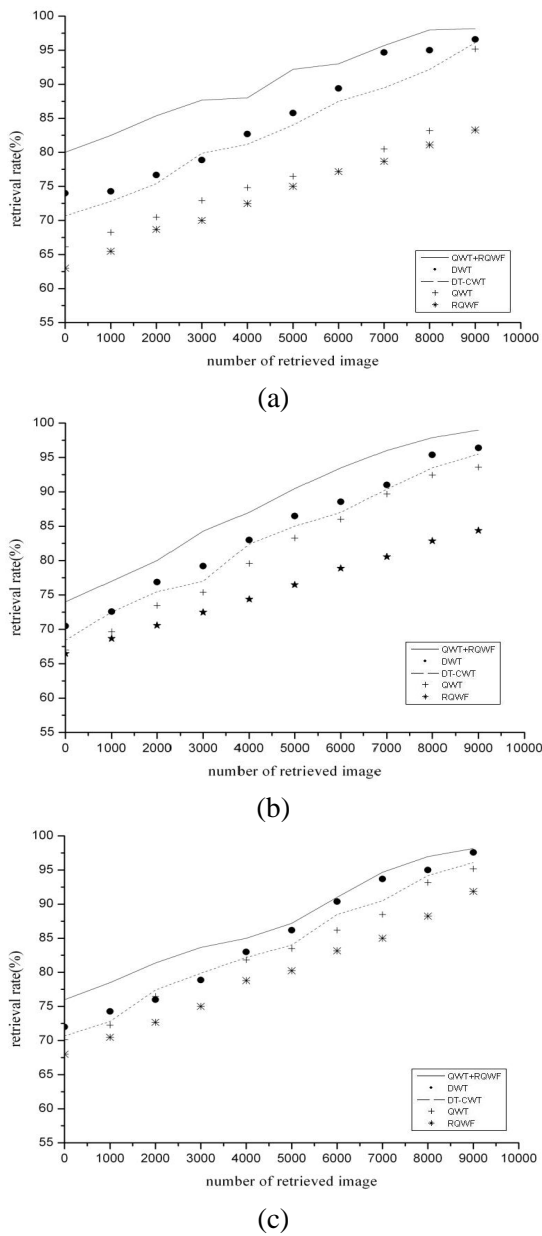 100
95
90
85
80
75
70
65
60
55
retrieval rate(%)
QWT+RQWF
DWT
DT-CWT
QWT
RQWF
0 1000 2000 3000 4000 5000 6000 7000 8000 9000 10000
number of retrieved image
(a)
100
95
90
85
80
75
70
65
60
55
retrieval rate(%)
QWT+RQWF
DWT
DT-CWT
QWT
RQWF
0 1000 2000 3000 4000 5000 6000 7000 8000 9000 10000
number of retrieved image
(b)
100
95
90
85
80
75
70
65
60
55
retrieval rate(%)
QWT+RQWF
DWT
DT-CWT
QWT
RQWF
0 1000 2000 3000 4000 5000 6000 7000 8000 9000 10000
number of retrieved image
(c)